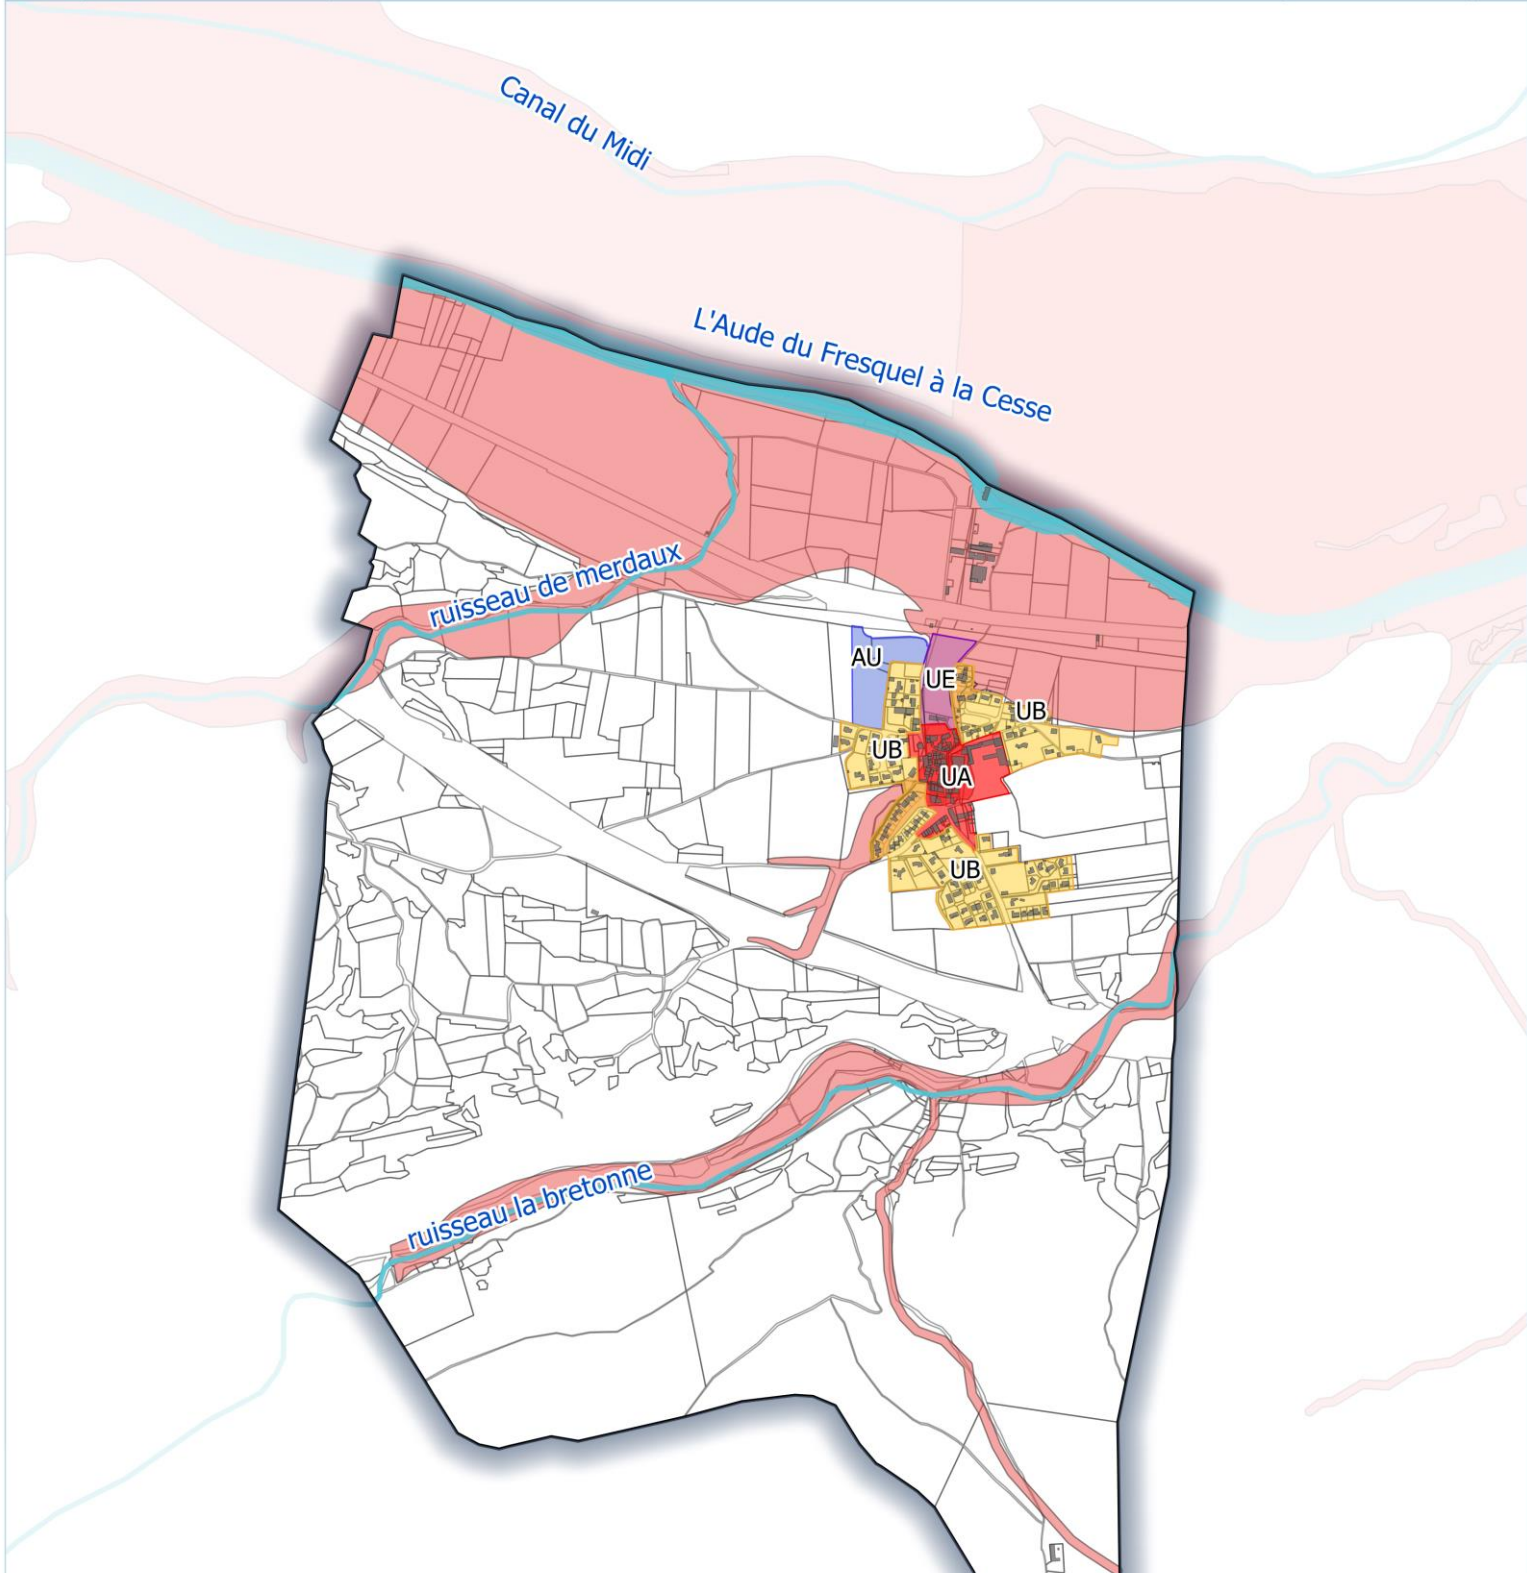 Canal du Midi
L'Aude du Fresquel à la Cesse
ruisseau de merdaux
AU
UE
UB
UB
UA
UB
ruisseau la bretonne